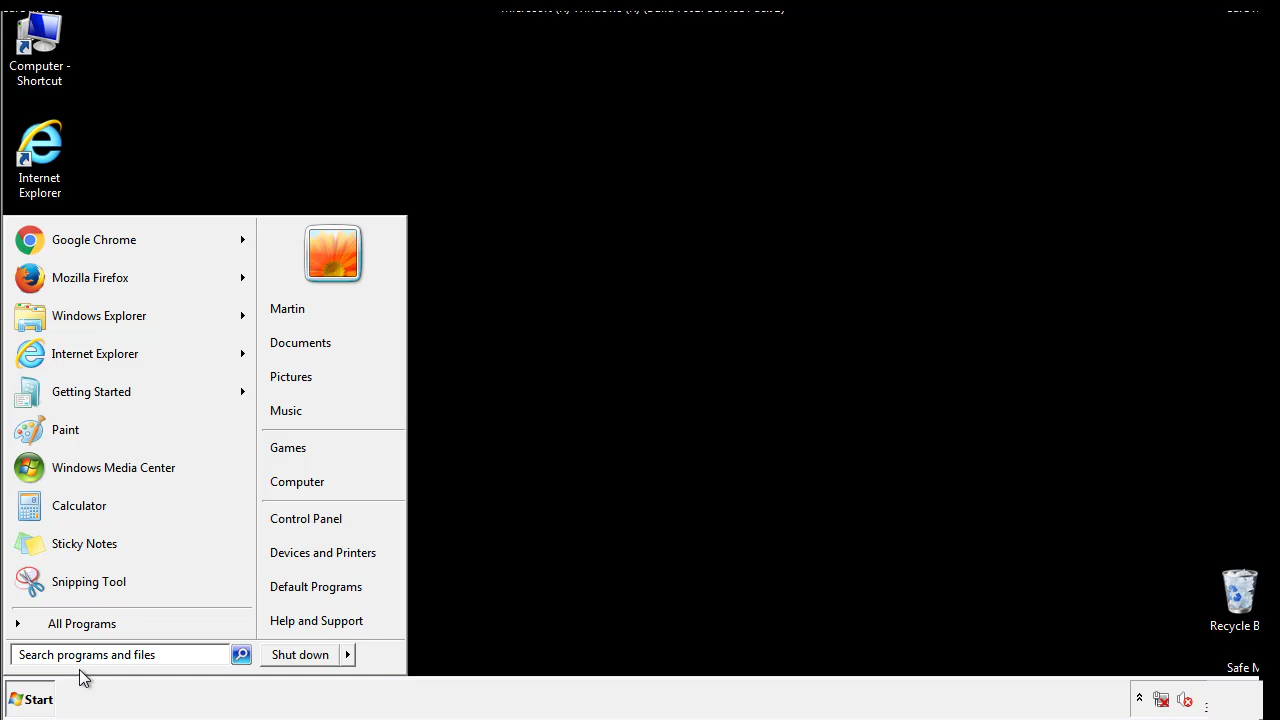 Computer -
Shortcut
Internet
Explorer
Google Chrome
Mozilla Firefox
Windows Explorer
Internet Explorer
Getting Started
Paint
Windows Media Center
Calculator
Sticky Notes
Snipping Tool
All Programs
Search programs and files
Martin
Documents
Pictures
Music
Games
Computer
Control Panel
Devices and Printers
Default Programs
Help and Support
Shut down
Recycle B
Safe M
Start